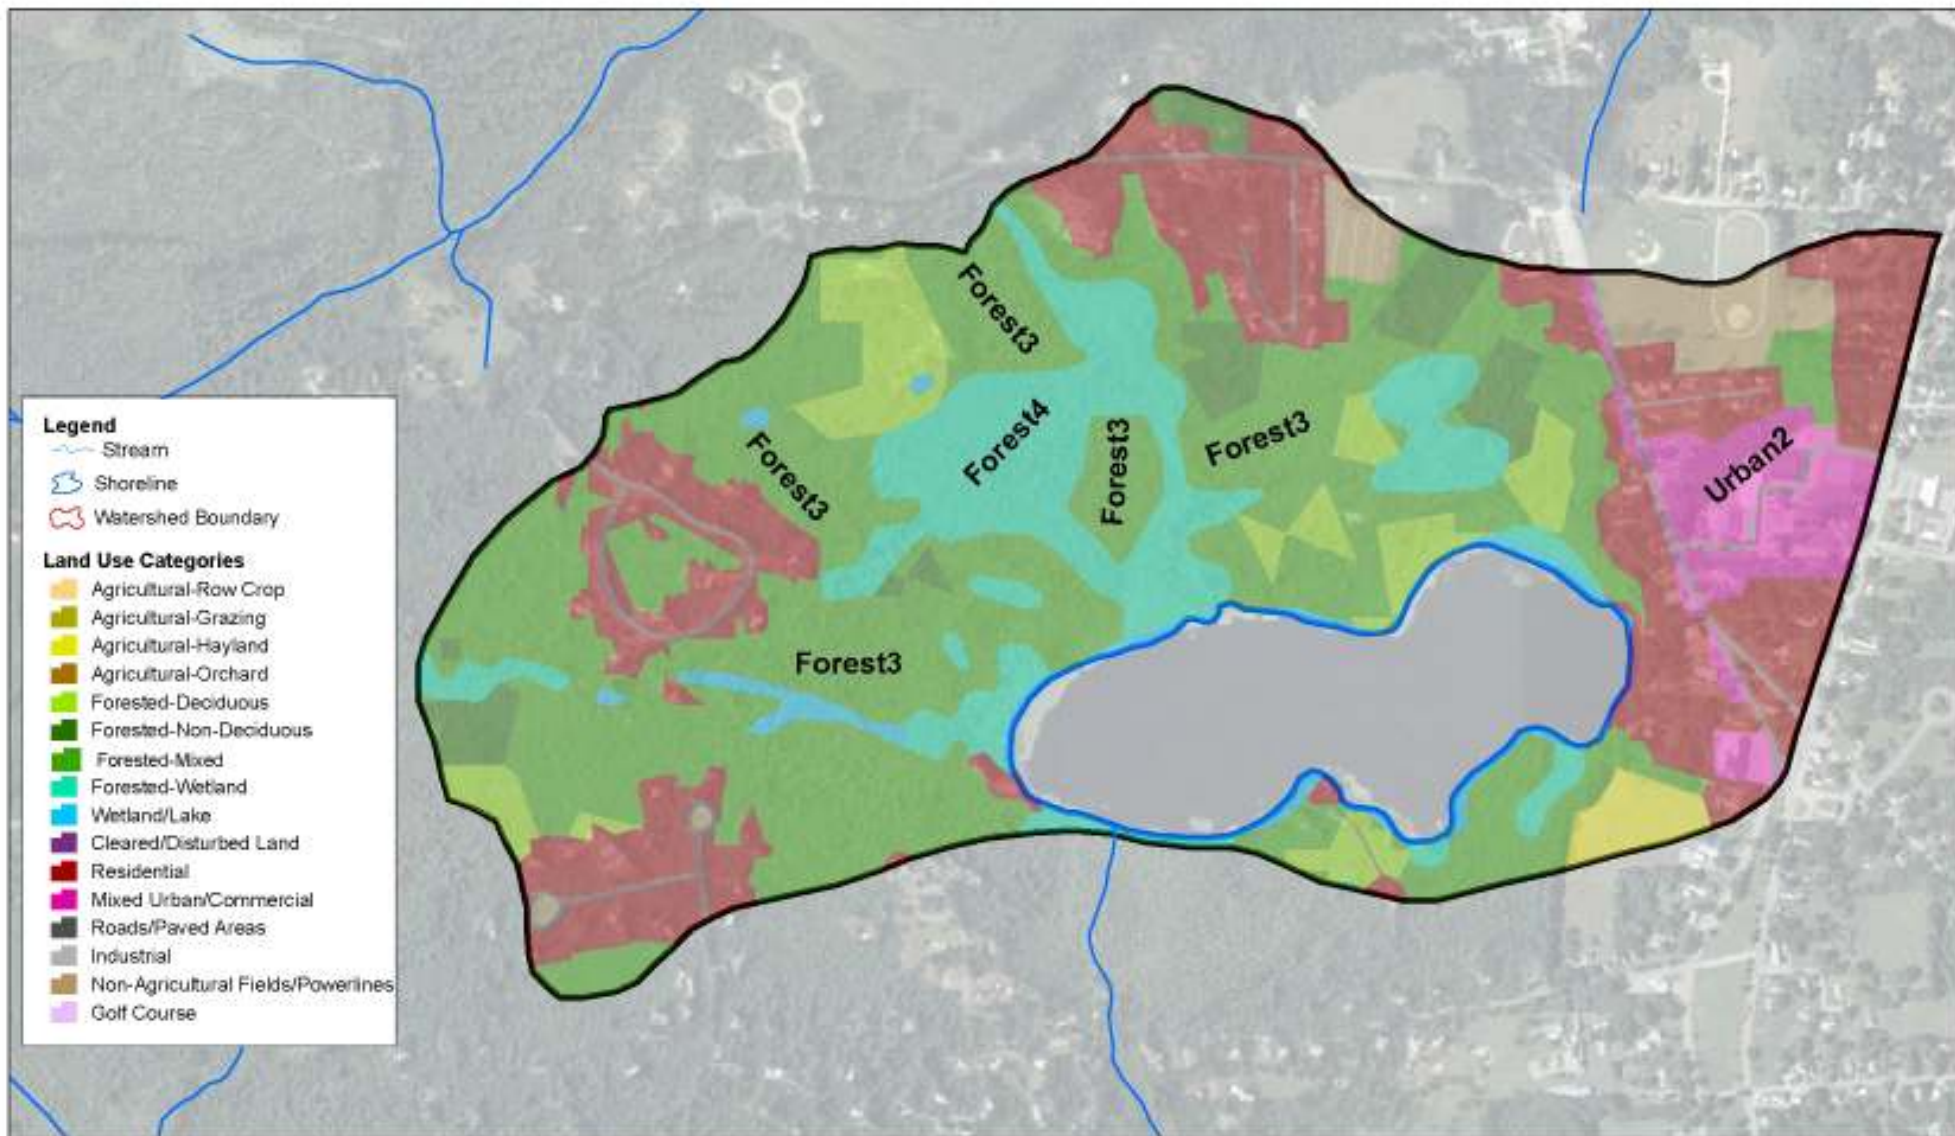 Legend
Stream
Shoreline
Watershed Boundary
Land Use Categories
Agricultural-Row Crop
Agricultural-Grazing
Agricultural-Hayland
Agricultural-Orchard
Forested-Deciduous
Forested-Non-Deciduous
Forested-Mixed
Forested-Wetland
Wetland/Lake
Cleared/Disturbed Land
Residential
Mixed Urban/Commercial
Roads/Paved Areas
Industrial
Non-Agricultural Fields/Powerlines
Golf Course
Forest3
Forest4
Forest3
Forest3
Forest3
Forest3
Urban2